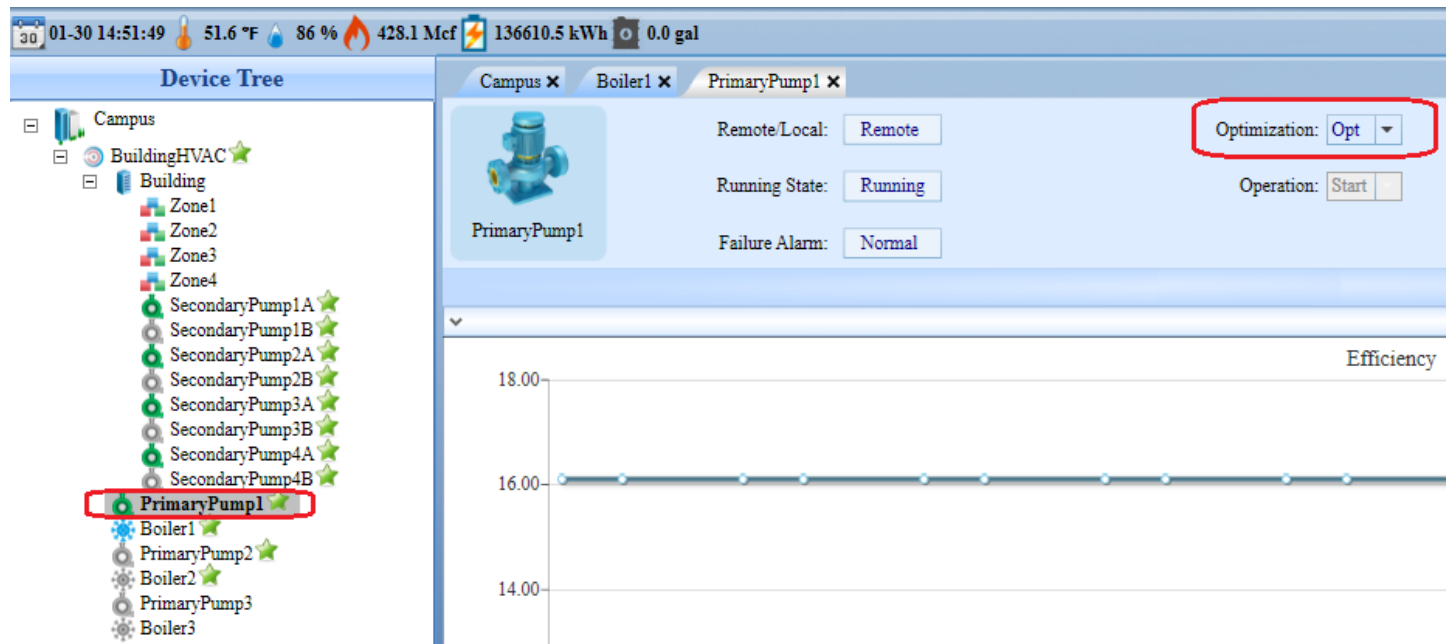 30 01-30 14:51:49 51.6 °F 86 % 428.1 Mcf 136610.5 kWh 0.0 gal
Device Tree
Campus
BuildingHVAC
Building
Zone1
Zone2
Zone3
Zone4
SecondaryPump1A
SecondaryPump1B
SecondaryPump2A
SecondaryPump2B
SecondaryPump3A
SecondaryPump3B
SecondaryPump4A
SecondaryPump4B
PrimaryPump1
Boiler1
PrimaryPump2
Boiler2
PrimaryPump3
Boiler3
Campus Boiler1 PrimaryPump1
PrimaryPump1
Remote/Local: Remote
Running State: Running
Failure Alarm: Normal
Optimization: Opt
Operation: Start
Efficiency
18.00
16.00
14.00